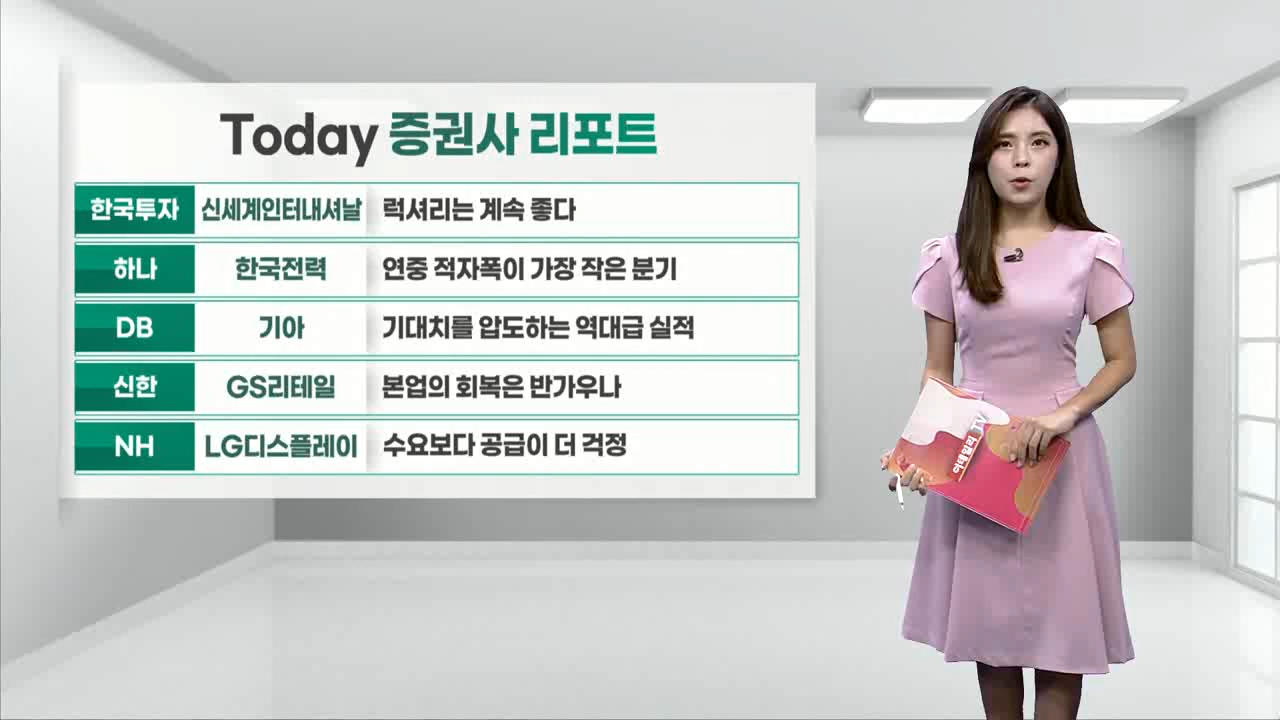 Today 증권사 리포트
한국투자 신세계인터내셔날 럭셔리는 계속 좋다
하나 한국전력 연중 적자폭이 가장 작은 분기
DB 기아 기대치를 압도하는 역대급 실적
신한 GS리테일 본업의 회복은 반가우나
NH LG디스플레이 수요보다 공급이 더 걱정
이데일리 TV